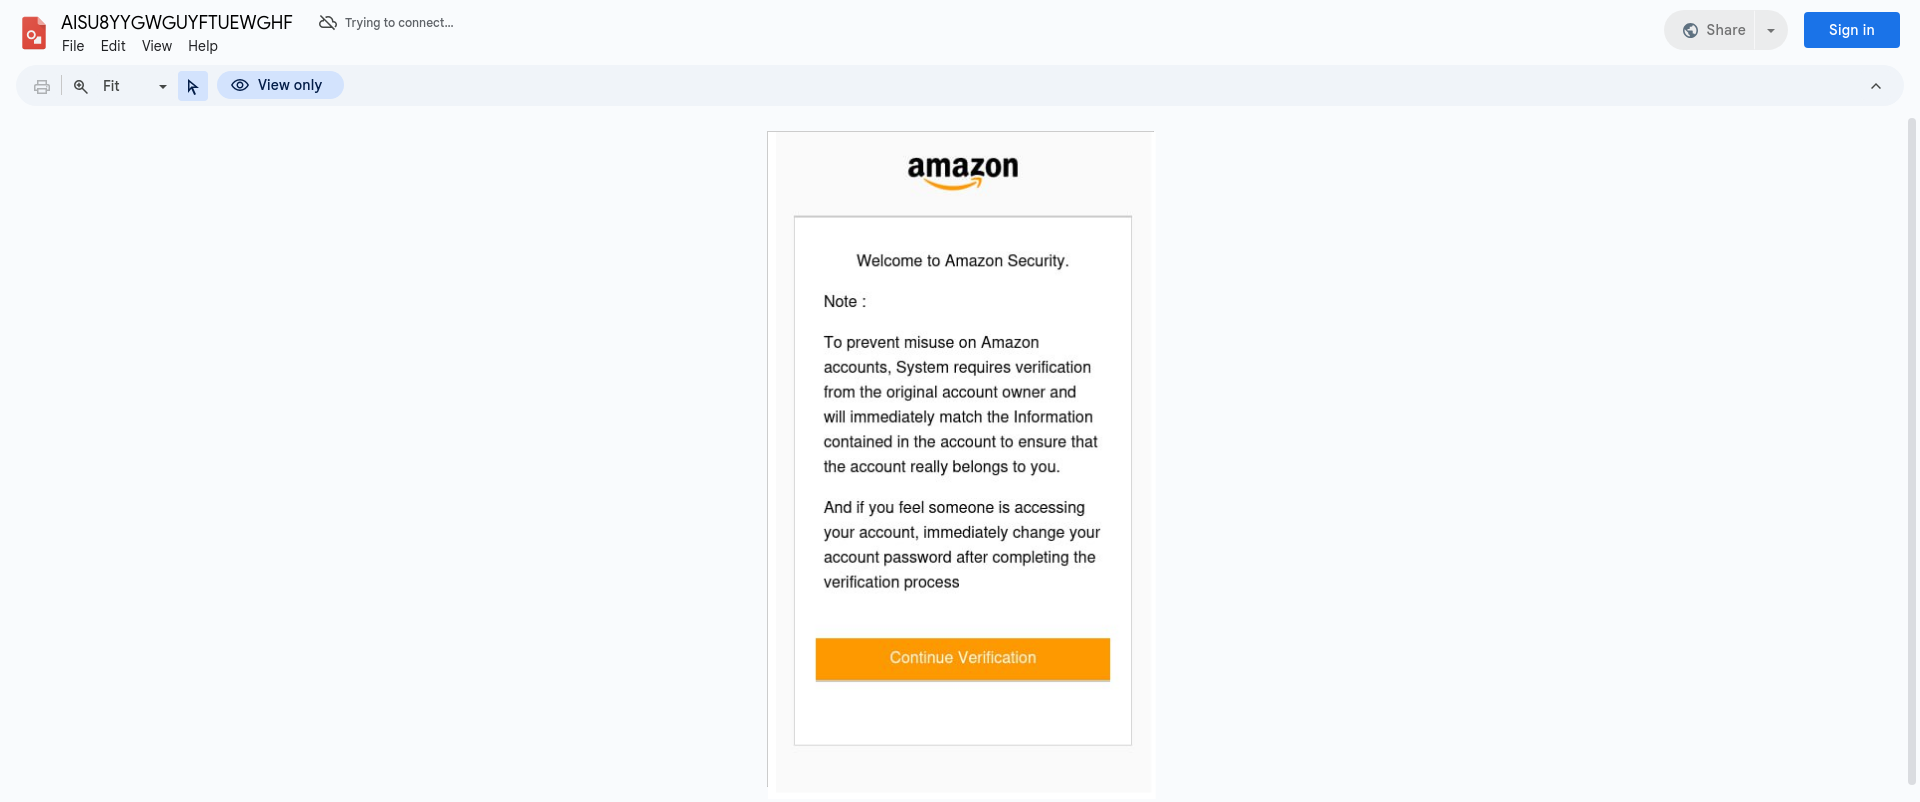 AISU8YYGWGUYFTUEWGHF
Trying to connect...
File Edit View Help
Share
Sign in
Fit
View only
amazon
Welcome to Amazon Security.
Note :
To prevent misuse on Amazon
accounts, System requires verification
from the original account owner and
will immediately match the Information
contained in the account to ensure that
the account really belongs to you.
And if you feel someone is accessing
your account, immediately change your
account password after completing the
verification process
Continue Verification